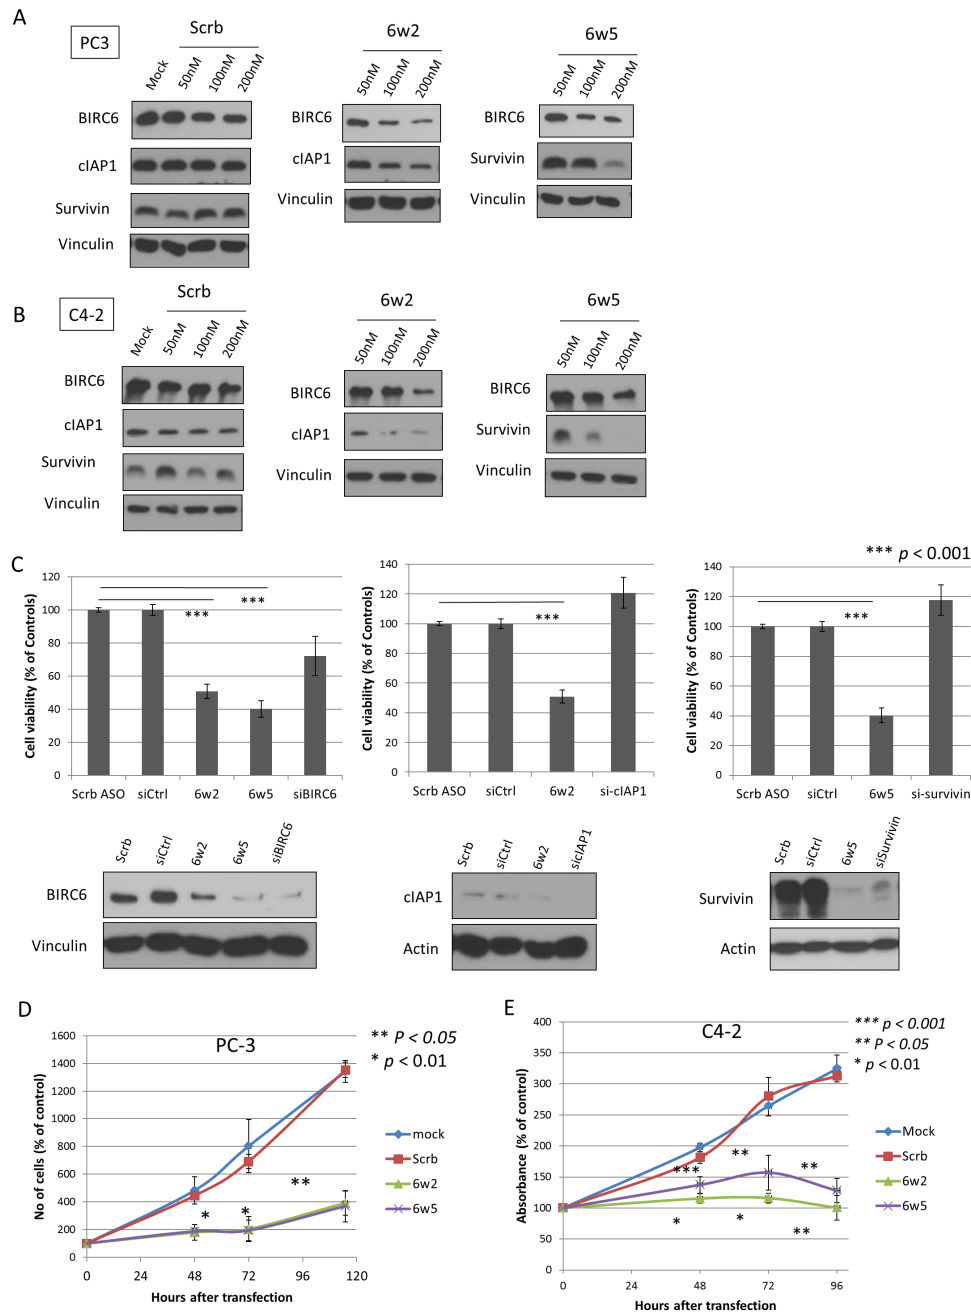 A
PC3
Scrb
6w2
6w5
Mock
50nM
100nM
200nM
50nM
100nM
200nM
50nM
100nM
200nM
BIRC6
cIAP1
Survivin
Vinculin
BIRC6
cIAP1
Vinculin
BIRC6
Survivin
Vinculin
B
C4-2
Scrb
6w2
6w5
Mock
50nM
100nM
200nM
50nM
100nM
200nM
50nM
100nM
200nM
BIRC6
cIAP1
Survivin
Vinculin
BIRC6
cIAP1
Vinculin
BIRC6
Survivin
Vinculin
C
*** p < 0.001
Cell viability (% of Controls)
120
100
80
60
40
20
0
***
***
Scrb ASO siCtrl 6w2 6w5 siBIRC6
Cell viability (% of Controls)
140
120
100
80
60
40
20
0
***
Scrb ASO siCtrl 6w2 si-cIAP1
Cell viability (% of Controls)
140
120
100
80
60
40
20
0
***
Scrb ASO siCtrl 6w5 si-survivin
Scrb
siCtrl
6w2
6w5
siBIRC6
BIRC6
Vinculin
Scrb
siCtrl
6w2
sicIAP1
cIAP1
Actin
Scrb
siCtrl
6w5
siSurvivin
Survivin
Actin
D
PC-3
** P < 0.05
* p < 0.01
No of cells (% of control)
1600
1400
1200
1000
800
600
400
200
0
*
*
**
0 24 48 72 96 120
Hours after transfection
mock
Scrb
6w2
6w5
E
C4-2
*** p < 0.001
** P < 0.05
* p < 0.01
Absorbance (% of control)
400
350
300
250
200
150
100
50
0
***
**
**
*
*
**
0 24 48 72 96
Hours after transfection
Mock
Scrb
6w2
6w5